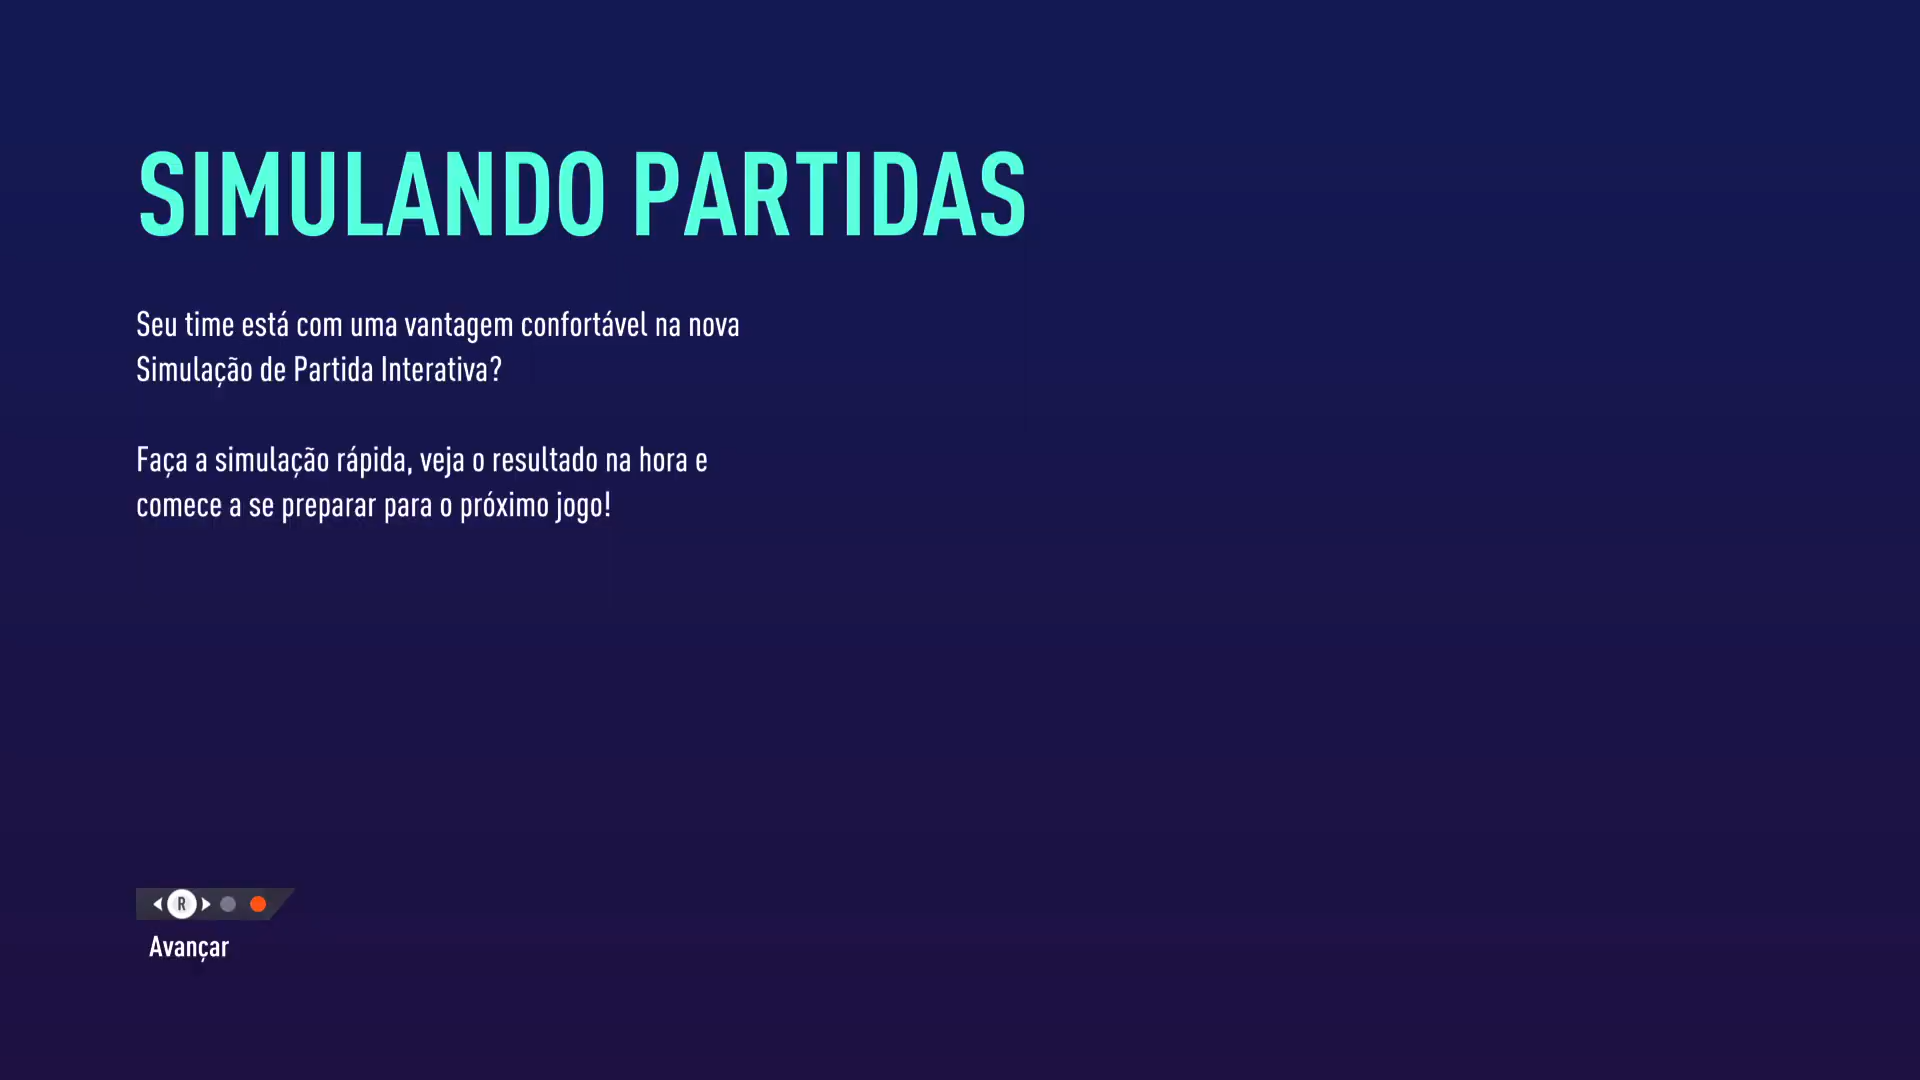 SIMULANDO PARTIDAS
Seu time está com uma vantagem confortável na nova
Simulação de Partida Interativa?
Faça a simulação rápida, veja o resultado na hora e
comece a se preparar para o próximo jogo!
R
Avançar